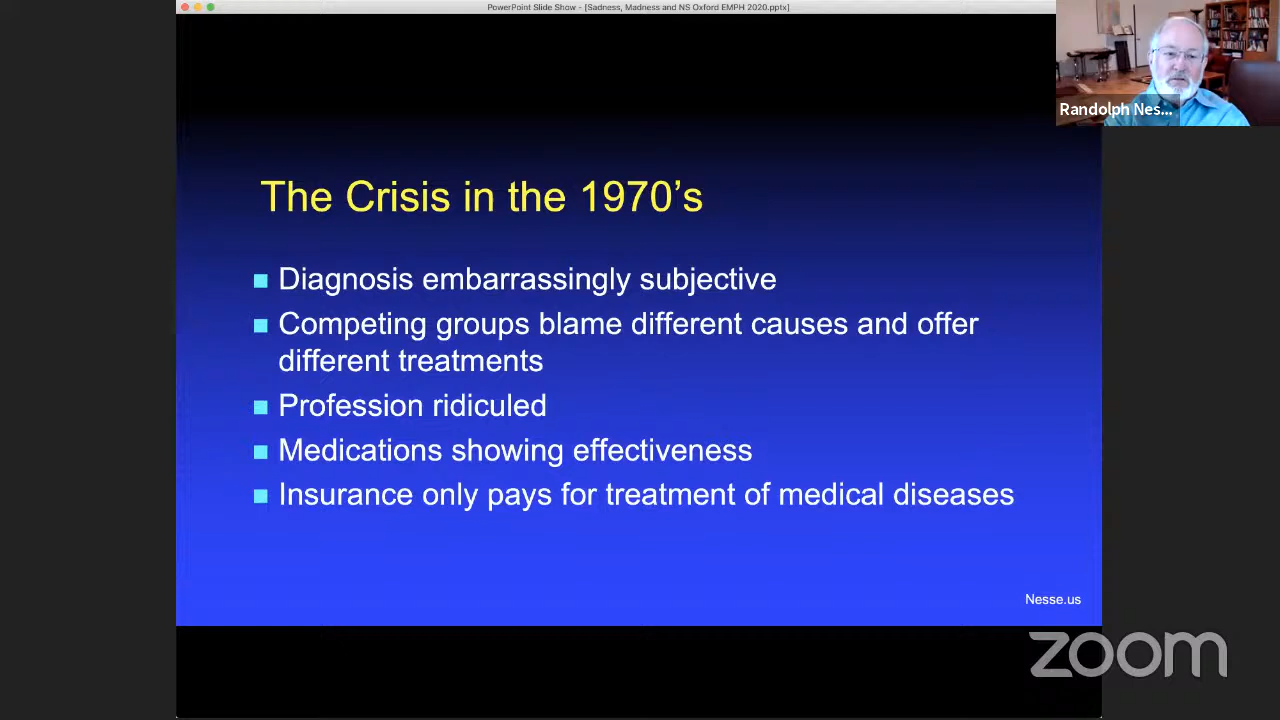 PowerPoint Slide Show - [Sadness, Madness and NS Oxford EMPH 2020.pptx]
Randolph Nes...
The Crisis in the 1970's
Diagnosis embarrassingly subjective
Competing groups blame different causes and offer
different treatments
Profession ridiculed
Medications showing effectiveness
Insurance only pays for treatment of medical diseases
Nesse.us
zoom